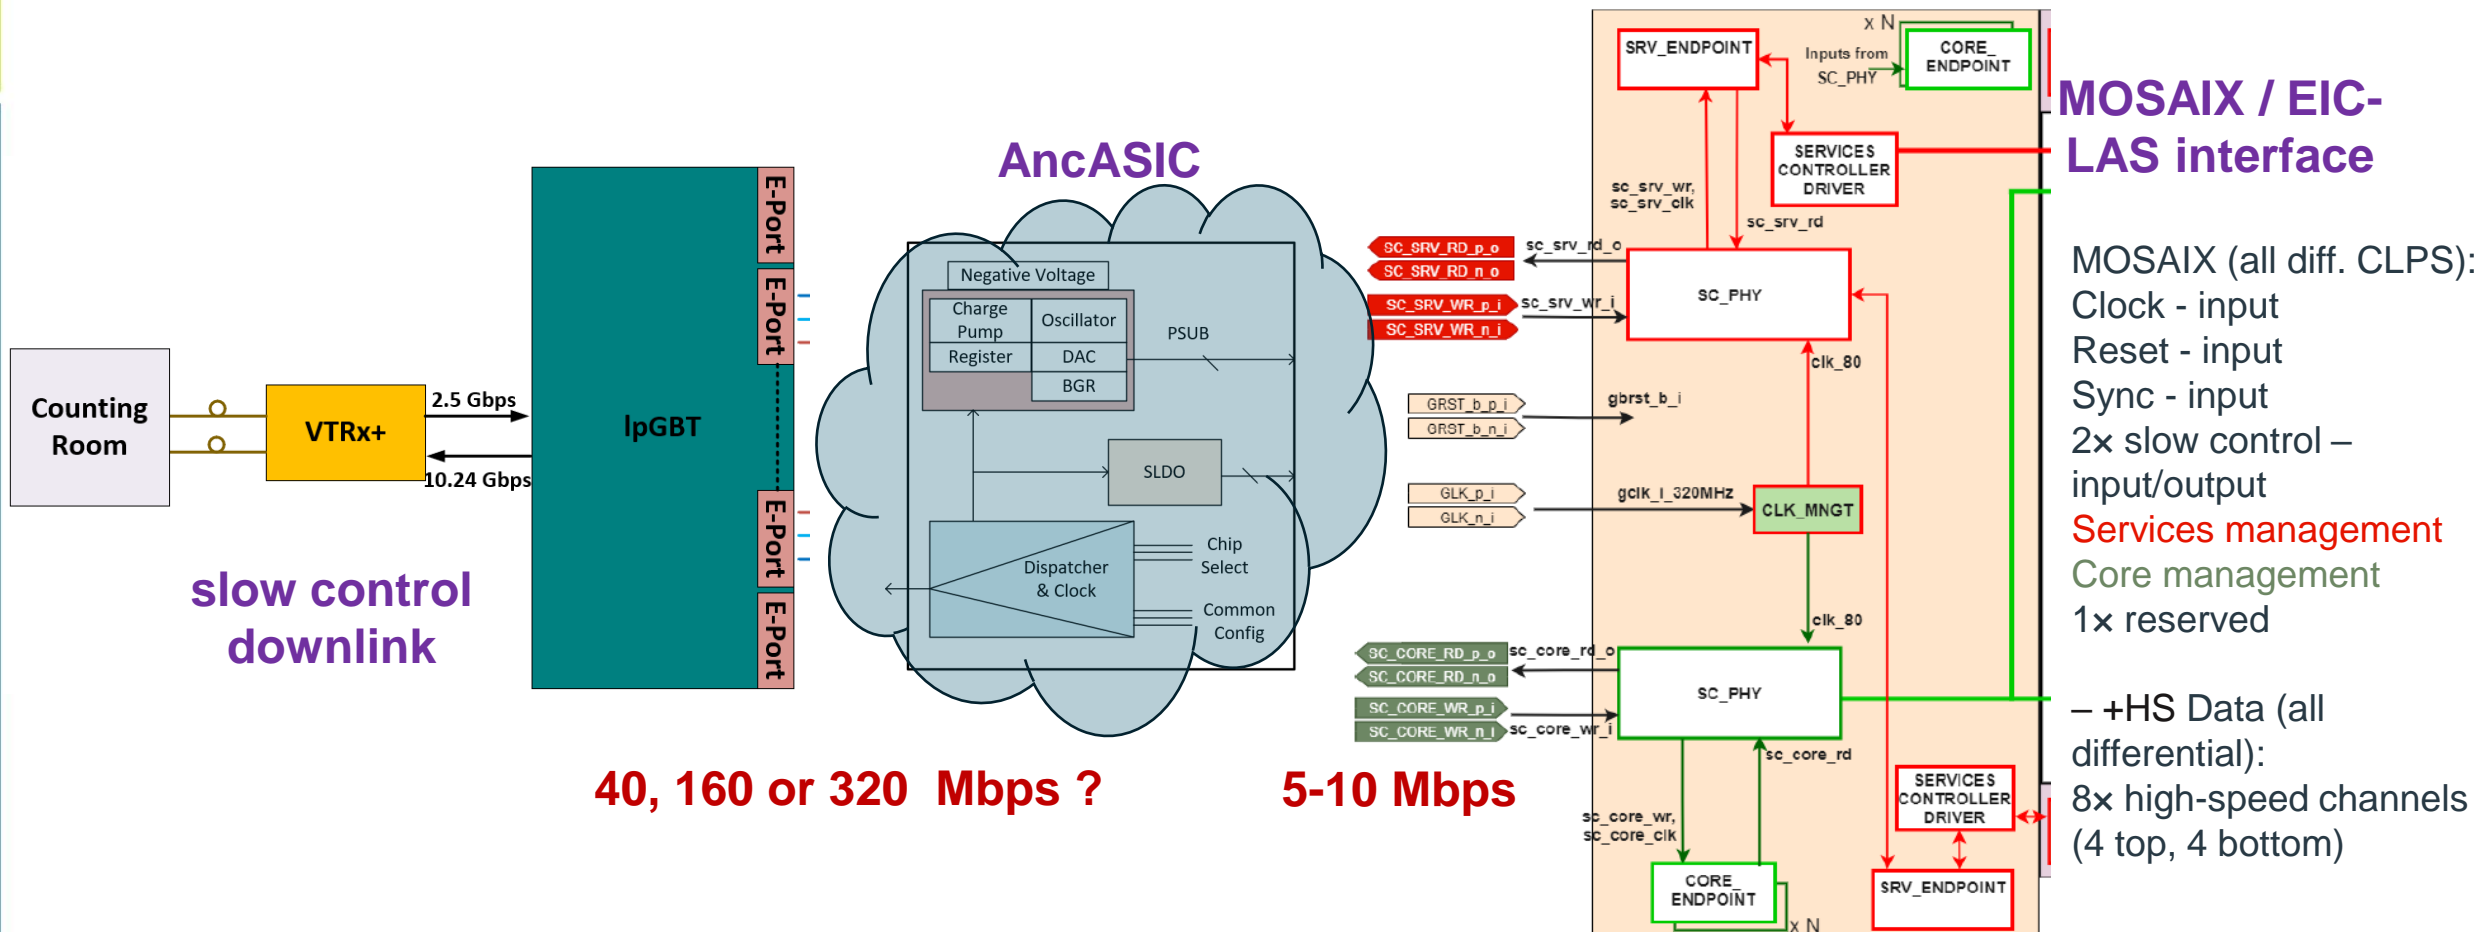 Counting
Room
VTRx+
2.5 Gbps
10.24 Gbps
slow control
downlink
lpGBT
E-Port
E-Port
E-Port
E-Port
AncASIC
Negative Voltage
Charge
Pump
Oscillator
Register
DAC
BGR
PSUB
SLDO
Dispatcher
& Clock
Chip
Select
Common
Config
40, 160 or 320 Mbps ?
5-10 Mbps
SC_SRV_RD_p_o
SC_SRV_RD_n_o
sc_srv_rd_o
SC_SRV_WR_p_i
SC_SRV_WR_n_i
sc_srv_wr_i
GRST_b_p_i
GRST_b_n_i
gbrst_b_i
GLK_p_i
GLK_n_i
gclk_i_320MHz
SC_CORE_RD_p_o
SC_CORE_RD_n_o
sc_core_rd_o
SC_CORE_WR_p_i
SC_CORE_WR_n_i
sc_core_wr_i
SRV_ENDPOINT
x N
Inputs from
SC_PHY
CORE_
ENDPOINT
SERVICES
CONTROLLER
DRIVER
sc_srv_wr,
sc_srv_clk
sc_srv_rd
SC_PHY
clk_80
CLK_MNGT
clk_80
SC_PHY
sc_core_rd
sc_core_wr,
sc_core_clk
CORE_
ENDPOINT
x N
SERVICES
CONTROLLER
DRIVER
SRV_ENDPOINT
MOSAIX / EIC-
LAS interface
MOSAIX (all diff. CLPS):
Clock - input
Reset - input
Sync - input
2× slow control –
input/output
Services management
Core management
1× reserved
– +HS Data (all
differential):
8× high-speed channels
(4 top, 4 bottom)